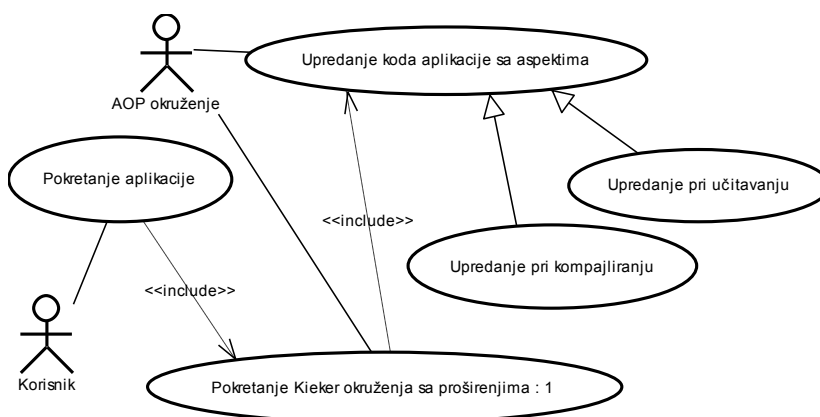 Upredanje koda aplikacije sa aspektima
AOP okruženje
Pokretanje aplikacije
Upredanje pri učitavanju
<<include>>
Upredanje pri kompajliranju
<<include>>
Korisnik
Pokretanje Kieker okruženja sa proširenjima : 1